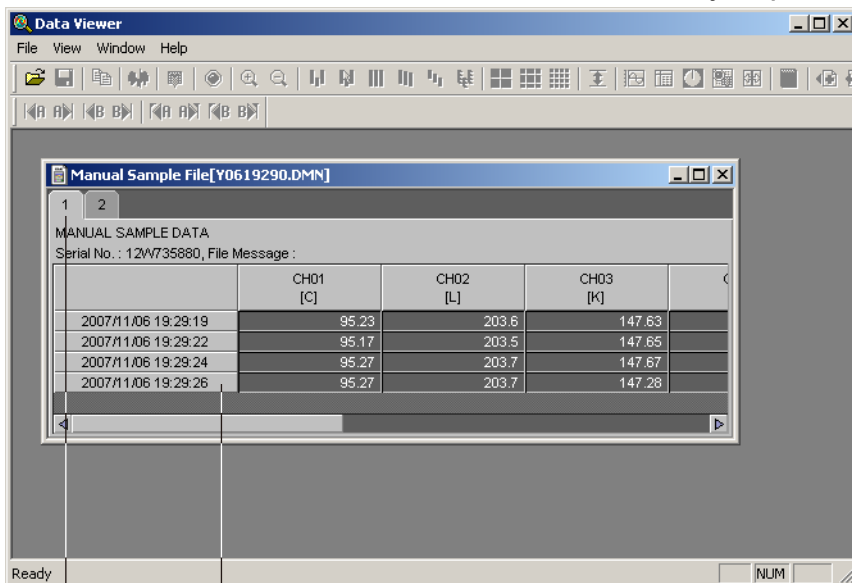 Data Viewer
File View Window Help
A A B B A A B B
Manual Sample File[Y0619290.DMN]
1 2
MANUAL SAMPLE DATA
Serial No. : 12W735880, File Message :
CH01 CH02 CH03
[C] [L] [K]
2007/11/06 19:29:19 95.23 203.6 147.63
2007/11/06 19:29:22 95.17 203.5 147.65
2007/11/06 19:29:24 95.27 203.7 147.67
2007/11/06 19:29:26 95.27 203.7 147.28
Ready NUM